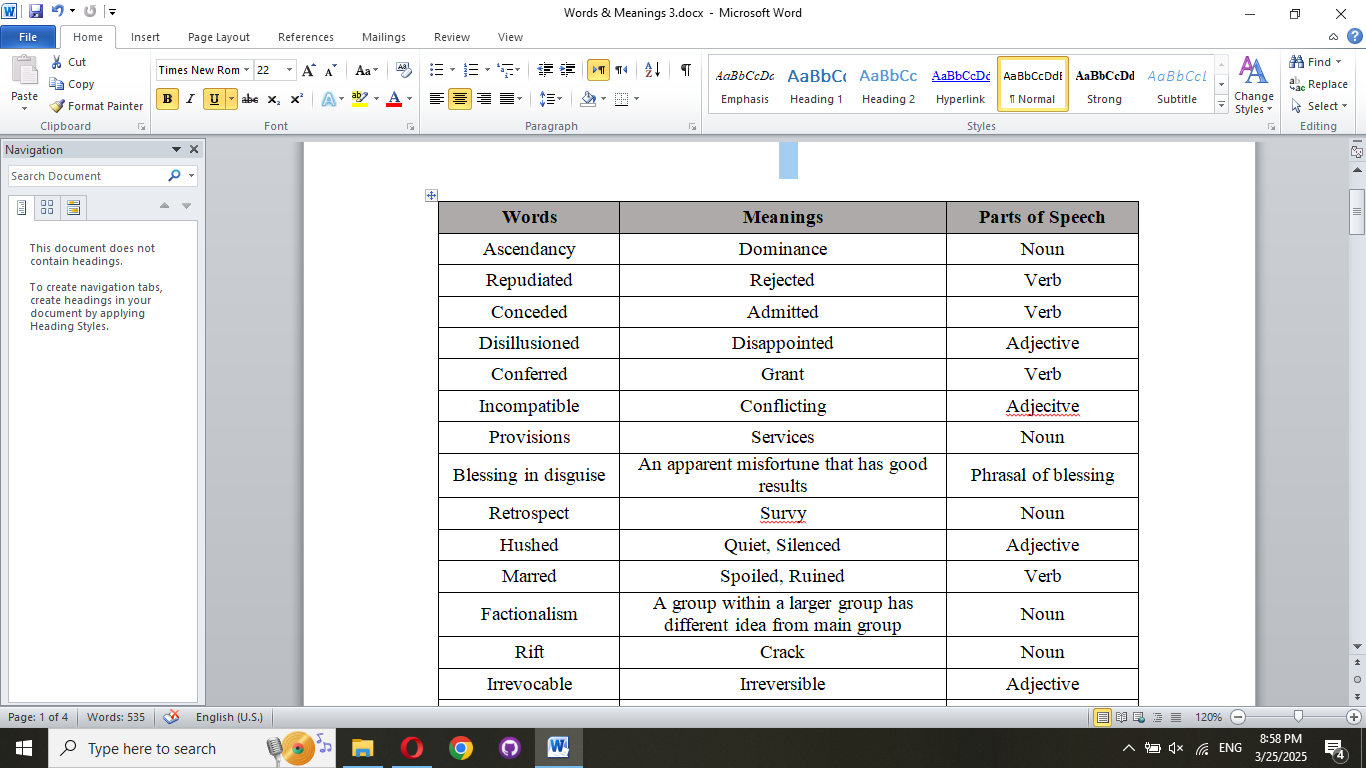 Words & Meanings 3.docx - Microsoft Word
File Home Insert Page Layout References Mailings Review View
Paste
Cut
Copy
Format Painter
Clipboard
Times New Rom 22
Aa
B I U abc x₂ x² A ab A
Font
Paragraph
AaBbCcDc AaBbCc AaBbCc AaBbCcDc AaBbCcDdE AaBbCcDd AaBbCcL
Emphasis Heading 1 Heading 2 Hyperlink ¶ Normal Strong Subtitle
Change
Styles
Styles
Find
Replace
Select
Editing
Navigation
Search Document
This document does not
contain headings.
To create navigation tabs,
create headings in your
document by applying
Heading Styles.
Words Meanings Parts of Speech
Ascendancy Dominance Noun
Repudiated Rejected Verb
Conceded Admitted Verb
Disillusioned Disappointed Adjective
Conferred Grant Verb
Incompatible Conflicting Adjecitve
Provisions Services Noun
Blessing in disguise An apparent misfortune that has good
results Phrasal of blessing
Retrospect Survy Noun
Hushed Quiet, Silenced Adjective
Marred Spoiled, Ruined Verb
Factionalism A group within a larger group has
different idea from main group Noun
Rift Crack Noun
Irrevocable Irreversible Adjective
Page: 1 of 4 Words: 535 English (U.S.) 120%
Type here to search
ENG
8:58 PM
3/25/2025
4